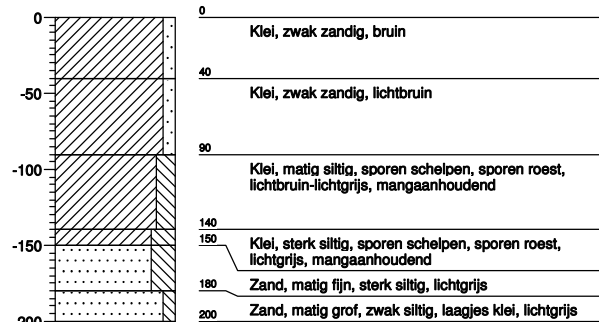 0
0
Klei, zwak zandig, bruin
40
-50
Klei, zwak zandig, lichtbruin
90
-100
Klei, matig siltig, sporen schelpen, sporen roest,
lichtbruin-lichtgrijs, mangaanhoudend
140
-150
150
Klei, sterk siltig, sporen schelpen, sporen roest,
lichtgrijs, mangaanhoudend
180
Zand, matig fijn, sterk siltig, lichtgrijs
Zand, matig grof, zwak siltig, laagjes klei, lichtgrijs
-200
200